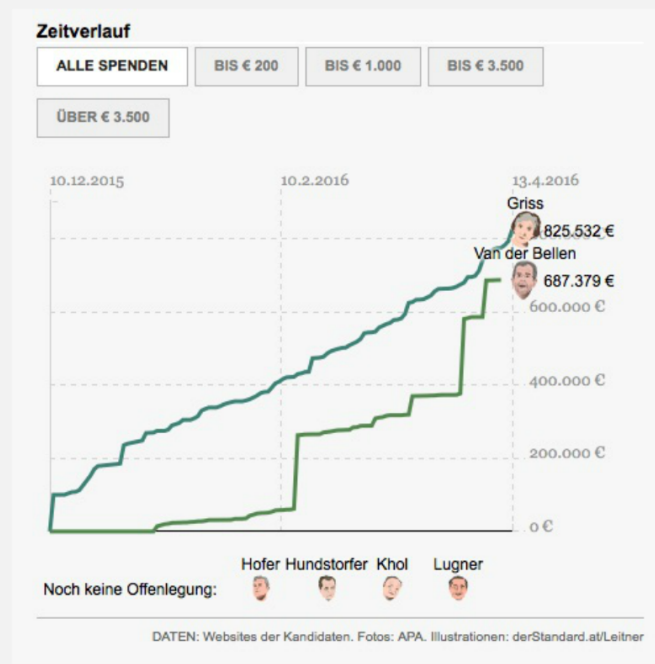 Zeitverlauf
ALLE SPENDEN
BIS € 200
BIS € 1.000
BIS € 3.500
ÜBER € 3.500
10.12.2015
10.2.2016
13.4.2016
Griss
825.532 €
Van der Bellen
687.379 €
600.000 €
400.000 €
200.000 €
0 €
Hofer Hundstorfer Khol Lugner
Noch keine Offenlegung:
DATEN: Websites der Kandidaten. Fotos: APA. Illustrationen: derStandard.at/Leitner